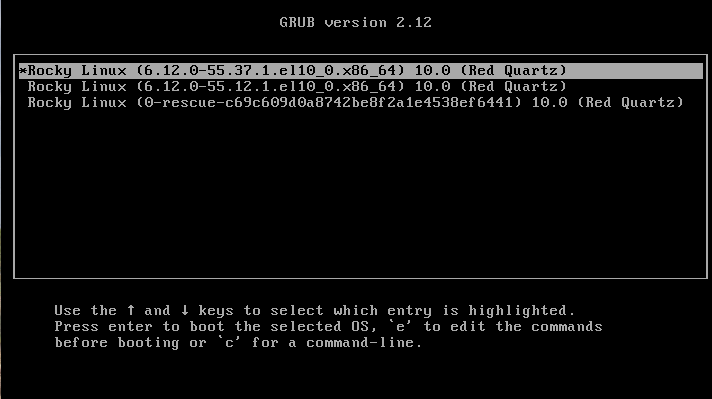 GRUB version 2.12
*Rocky Linux (6.12.0-55.37.1.el10_0.x86_64) 10.0 (Red Quartz)
Rocky Linux (6.12.0-55.12.1.el10_0.x86_64) 10.0 (Red Quartz)
Rocky Linux (0-rescue-c69c609d0a8742be8f2a1e4538ef6441) 10.0 (Red Quartz)
Use the ↑ and ↓ keys to select which entry is highlighted.
Press enter to boot the selected OS, `e' to edit the commands
before booting or `c' for a command-line.